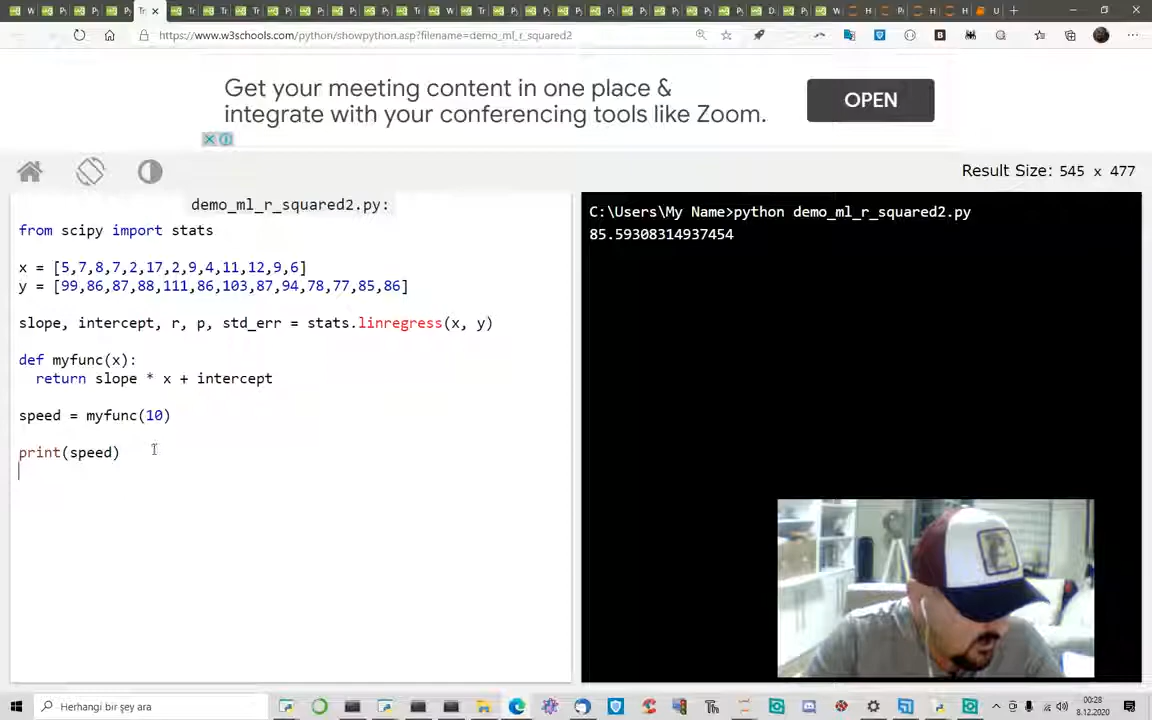 https://www.w3schools.com/python/showpython.asp?filename=demo_ml_r_squared2
Get your meeting content in one place &
integrate with your conferencing tools like Zoom.
OPEN
Result Size: 545 x 477
demo_ml_r_squared2.py:
from scipy import stats
x = [5,7,8,7,2,17,2,9,4,11,12,9,6]
y = [99,86,87,88,111,86,103,87,94,78,77,85,86]
slope, intercept, r, p, std_err = stats.linregress(x, y)
def myfunc(x):
return slope * x + intercept
speed = myfunc(10)
print(speed)
C:\Users\My Name>python demo_ml_r_squared2.py
85.59308314937454
Herhangi bir şey ara
00:28
8.12.2020